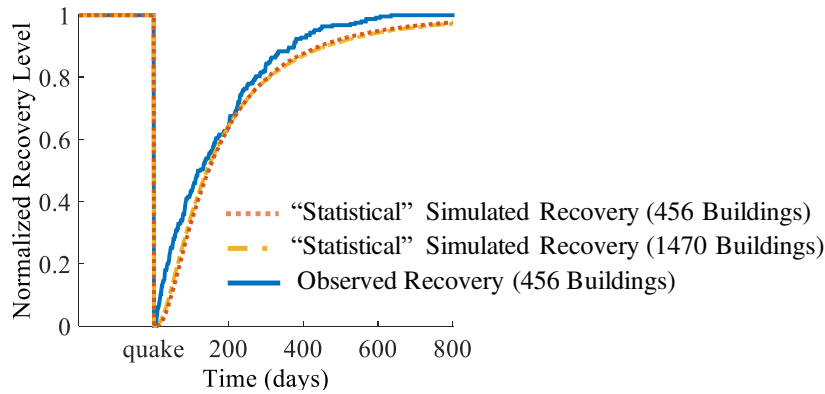 1
0.8
0.6
0.4
0.2
0
Normalized Recovery Level
"Statistical" Simulated Recovery (456 Buildings)
"Statistical" Simulated Recovery (1470 Buildings)
Observed Recovery (456 Buildings)
quake 200 400 600 800
Time (days)